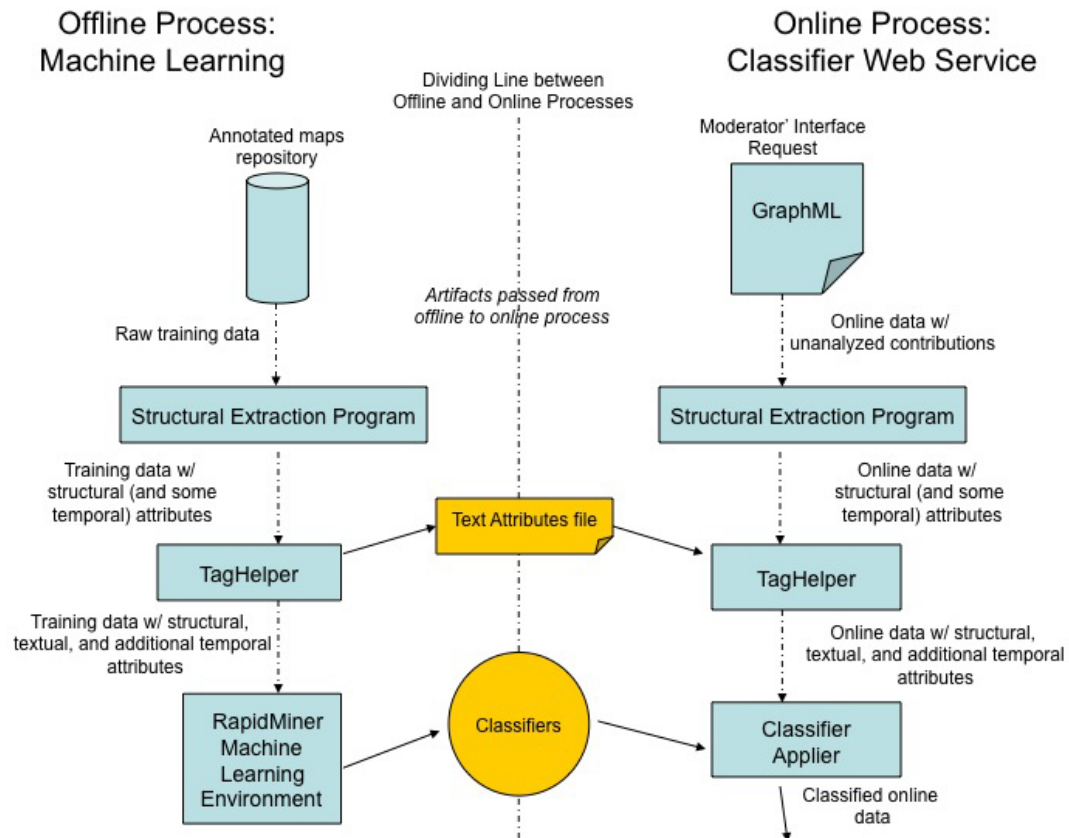 Offline Process:
Machine Learning
Online Process:
Classifier Web Service
Dividing Line between
Offline and Online Processes
Annotated maps
repository
Moderator' Interface
Request
GraphML
Artifacts passed from
offline to online process
Raw training data
Online data w/
unanalyzed contributions
Structural Extraction Program
Structural Extraction Program
Training data w/
structural (and some
temporal) attributes
Online data w/
structural (and some
temporal) attributes
Text Attributes file
TagHelper
TagHelper
Training data w/ structural,
textual, and additional temporal
attributes
Online data w/ structural,
textual, and additional temporal
attributes
RapidMiner
Machine
Learning
Environment
Classifiers
Classifier
Applier
Classified online
data